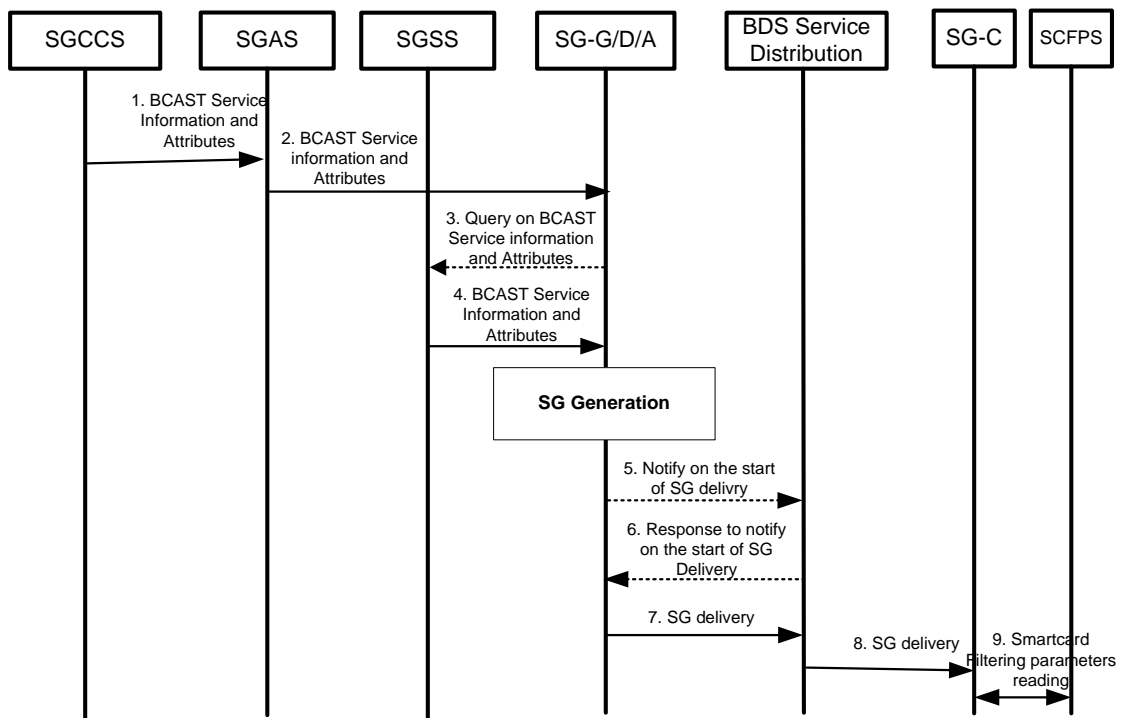 SGCCS
SGAS
SGSS
SG-G/D/A
BDS Service
Distribution
SG-C
SCFPS
1. BCAST Service
Information and
Attributes
2. BCAST Service
information and
Attributes
3. Query on BCAST
Service information
and Attributes
4. BCAST Service
Information and
Attributes
SG Generation
5. Notify on the start
of SG delivry
6. Response to notify
on the start of SG
Delivery
7. SG delivery
8. SG delivery
9. Smartcard
Filtering parameters
reading